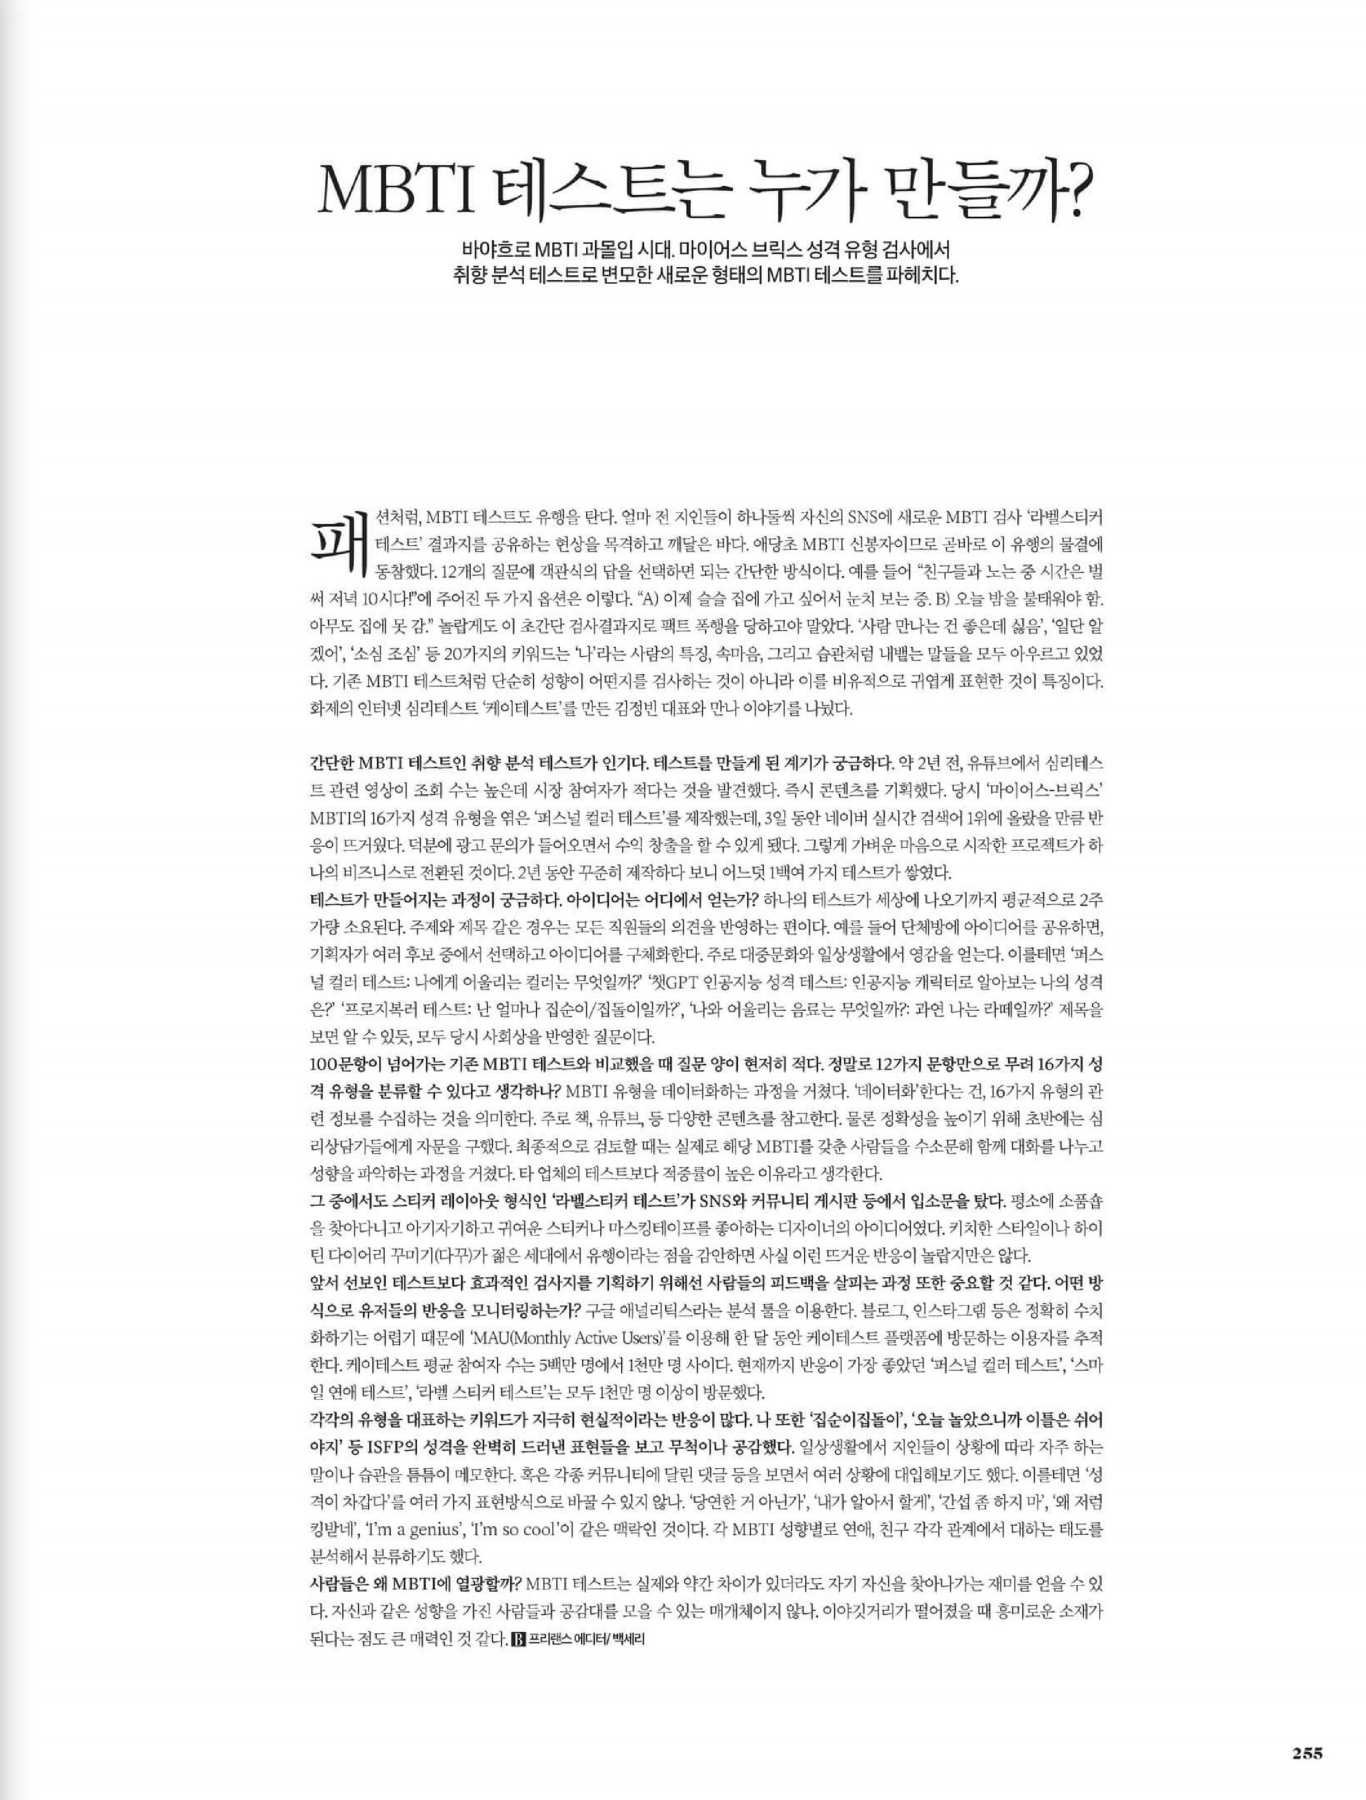 MBTI 테스트는 누가 만들까?
바야흐로 MBTI 과몰입 시대. 마이어스 브릭스 성격 유형 검사에서
취향 분석 테스트로 변모한 새로운 형태의 MBTI 테스트를 파헤치다.
패션처럼, MBTI 테스트도 유행을 탄다. 얼마 전 지인들이 하나둘씩 자신의 SNS에 새로운 MBTI 검사 ‘라벨스티커
테스트’ 결과지를 공유하는 현상을 목격하고 깨달은 바다. 애당초 MBTI 신봉자이므로 곧바로 이 유행의 물결에
동참했다. 12개의 질문에 객관식의 답을 선택하면 되는 간단한 방식이다. 예를 들어 “친구들과 노는 중 시간은 벌
써 저녁 10시다!”에 주어진 두 가지 옵션은 이렇다. “A) 이제 슬슬 집에 가고 싶어서 눈치 보는 중. B) 오늘 밤을 불태워야 함.
아무도 집에 못 감.” 놀랍게도 이 초간단 검사결과지로 팩트 폭행을 당하고야 말았다. ‘사람 만나는 건 좋은데 싫음’, ‘일단 알
겠어’, ‘소심 조심’ 등 20가지의 키워드는 ‘나’라는 사람의 특징, 속마음, 그리고 습관처럼 내뱉는 말들을 모두 아우르고 있었
다. 기존 MBTI 테스트처럼 단순히 성향이 어떤지를 검사하는 것이 아니라 이를 비유적으로 귀엽게 표현한 것이 특징이다.
화제의 인터넷 심리테스트 ‘케이테스트’를 만든 김정빈 대표와 만나 이야기를 나눴다.
간단한 MBTI 테스트인 취향 분석 테스트가 인기다. 테스트를 만들게 된 계기가 궁금하다. 약 2년 전, 유튜브에서 심리테스
트 관련 영상이 조회 수는 높은데 시장 참여자가 적다는 것을 발견했다. 즉시 콘텐츠를 기획했다. 당시 ‘마이어스-브릭스’
MBTI의 16가지 성격 유형을 엮은 ‘퍼스널 컬러 테스트’를 제작했는데, 3일 동안 네이버 실시간 검색어 1위에 올랐을 만큼 반
응이 뜨거웠다. 덕분에 광고 문의가 들어오면서 수익 창출을 할 수 있게 됐다. 그렇게 가벼운 마음으로 시작한 프로젝트가 하
나의 비즈니스로 전환된 것이다. 2년 동안 꾸준히 제작하다 보니 어느덧 1백여 가지 테스트가 쌓였다.
테스트가 만들어지는 과정이 궁금하다. 아이디어는 어디에서 얻는가? 하나의 테스트가 세상에 나오기까지 평균적으로 2주
가량 소요된다. 주제와 제목 같은 경우는 모든 직원들의 의견을 반영하는 편이다. 예를 들어 단체방에 아이디어를 공유하면,
기획자가 여러 후보 중에서 선택하고 아이디어를 구체화한다. 주로 대중문화와 일상생활에서 영감을 얻는다. 이를테면 ‘퍼스
널 컬러 테스트: 나에게 어울리는 컬러는 무엇일까?’ ‘챗GPT 인공지능 성격 테스트: 인공지능 캐릭터로 알아보는 나의 성격
은?’ ‘프로지복러 테스트: 난 얼마나 집순이/집돌이일까?’, ‘나와 어울리는 음료는 무엇일까?: 과연 나는 라떼일까?’ 제목을
보면 알 수 있듯, 모두 당시 사회상을 반영한 질문이다.
100문항이 넘어가는 기존 MBTI 테스트와 비교했을 때 질문 양이 현저히 적다. 정말로 12가지 문항만으로 무려 16가지 성
격 유형을 분류할 수 있다고 생각하나? MBTI 유형을 데이터화하는 과정을 거쳤다. ‘데이터화’한다는 건, 16가지 유형의 관
련 정보를 수집하는 것을 의미한다. 주로 책, 유튜브, 등 다양한 콘텐츠를 참고한다. 물론 정확성을 높이기 위해 초반에는 심
리상담가들에게 자문을 구했다. 최종적으로 검토할 때는 실제로 해당 MBTI를 갖춘 사람들을 수소문해 함께 대화를 나누고
성향을 파악하는 과정을 거쳤다. 타 업체의 테스트보다 적중률이 높은 이유라고 생각한다.
그 중에서도 스티커 레이아웃 형식인 ‘라벨스티커 테스트’가 SNS와 커뮤니티 게시판 등에서 입소문을 탔다. 평소에 소품숍
을 찾아다니고 아기자기하고 귀여운 스티커나 마스킹테이프를 좋아하는 디자이너의 아이디어였다. 키치한 스타일이나 하이
틴 다이어리 꾸미기(다꾸)가 젊은 세대에서 유행이라는 점을 감안하면 사실 이런 뜨거운 반응이 놀랍지만은 않다.
앞서 선보인 테스트보다 효과적인 검사지를 기획하기 위해선 사람들의 피드백을 살피는 과정 또한 중요할 것 같다. 어떤 방
식으로 유저들의 반응을 모니터링하는가? 구글 애널리틱스라는 분석 툴을 이용한다. 블로그, 인스타그램 등은 정확히 수치
화하기는 어렵기 때문에 ‘MAU(Monthly Active Users)’를 이용해 한 달 동안 케이테스트 플랫폼에 방문하는 이용자를 추적
한다. 케이테스트 평균 참여자 수는 5백만 명에서 1천만 명 사이다. 현재까지 반응이 가장 좋았던 ‘퍼스널 컬러 테스트’, ‘스마
일 연애 테스트’, ‘라벨 스티커 테스트’는 모두 1천만 명 이상이 방문했다.
각각의 유형을 대표하는 키워드가 지극히 현실적이라는 반응이 많다. 나 또한 ‘집순이집돌이’, ‘오늘 놀았으니까 이틀은 쉬어
야지’ 등 ISFP의 성격을 완벽히 드러낸 표현들을 보고 무척이나 공감했다. 일상생활에서 지인들이 상황에 따라 자주 하는
말이나 습관을 틈틈이 메모한다. 혹은 각종 커뮤니티에 달린 댓글 등을 보면서 여러 상황에 대입해보기도 했다. 이를테면 ‘성
격이 차갑다’를 여러 가지 표현방식으로 바꿀 수 있지 않나. ‘당연한 거 아닌가’, ‘내가 알아서 할게’, ‘간섭 좀 하지 마’, ‘왜 저럼
킹받네’, ‘I’m a genius’, ‘I’m so cool’이 같은 맥락인 것이다. 각 MBTI 성향별로 연애, 친구 각각 관계에서 대하는 태도를
분석해서 분류하기도 했다.
사람들은 왜 MBTI에 열광할까? MBTI 테스트는 실제와 약간 차이가 있더라도 자기 자신을 찾아나가는 재미를 얻을 수 있
다. 자신과 같은 성향을 가진 사람들과 공감대를 모을 수 있는 매개체이지 않나. 이야깃거리가 떨어졌을 때 흥미로운 소재가
된다는 점도 큰 매력인 것 같다. B 프리랜스 에디터/ 백세리
255